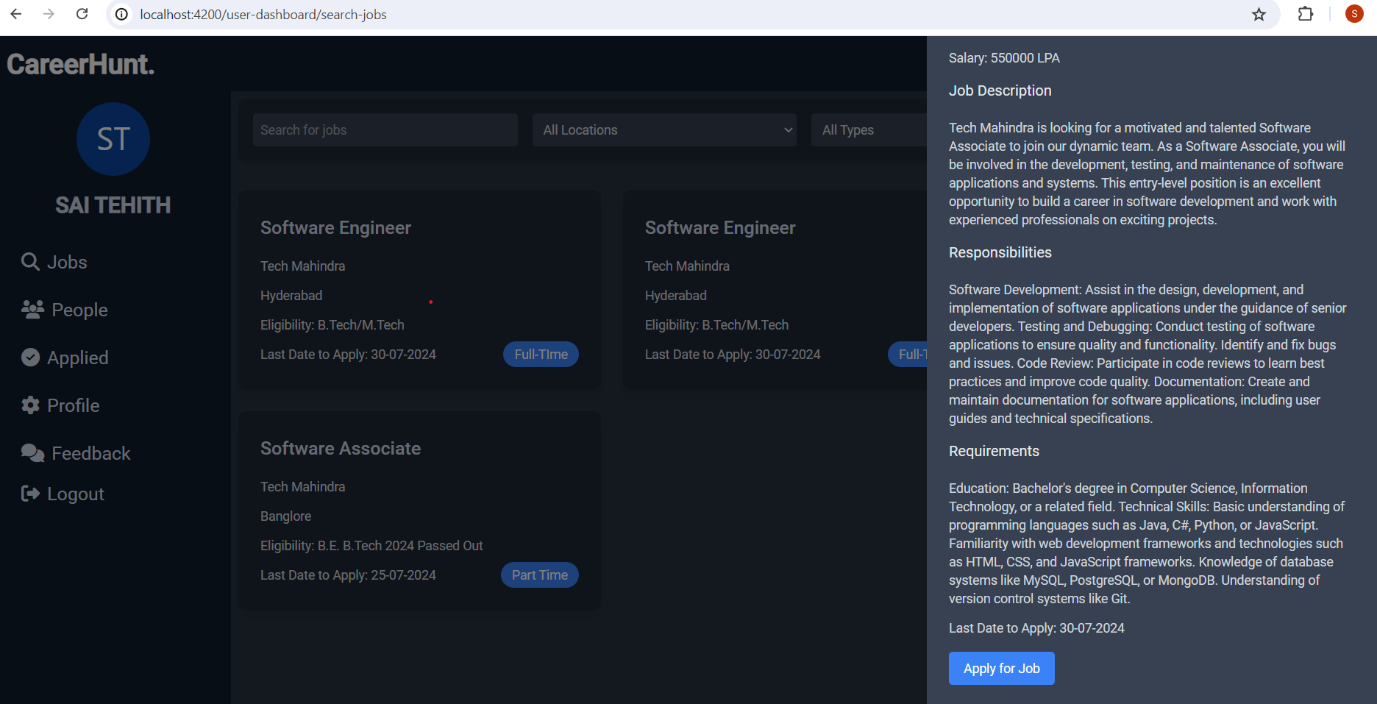 localhost:4200/user-dashboard/search-jobs
S
CareerHunt.
ST
SAI TEHITH
Jobs
People
Applied
Profile
Feedback
Logout
Search for jobs
All Locations
All Types
Software Engineer
Tech Mahindra
Hyderabad
Eligibility: B.Tech/M.Tech
Last Date to Apply: 30-07-2024
Full-TIme
Software Engineer
Tech Mahindra
Hyderabad
Eligibility: B.Tech/M.Tech
Last Date to Apply: 30-07-2024
Full-T
Software Associate
Tech Mahindra
Banglore
Eligibility: B.E. B.Tech 2024 Passed Out
Last Date to Apply: 25-07-2024
Part Time
Salary: 550000 LPA
Job Description
Tech Mahindra is looking for a motivated and talented Software
Associate to join our dynamic team. As a Software Associate, you will
be involved in the development, testing, and maintenance of software
applications and systems. This entry-level position is an excellent
opportunity to build a career in software development and work with
experienced professionals on exciting projects.
Responsibilities
Software Development: Assist in the design, development, and
implementation of software applications under the guidance of senior
developers. Testing and Debugging: Conduct testing of software
applications to ensure quality and functionality. Identify and fix bugs
and issues. Code Review: Participate in code reviews to learn best
practices and improve code quality. Documentation: Create and
maintain documentation for software applications, including user
guides and technical specifications.
Requirements
Education: Bachelor's degree in Computer Science, Information
Technology, or a related field. Technical Skills: Basic understanding of
programming languages such as Java, C#, Python, or JavaScript.
Familiarity with web development frameworks and technologies such
as HTML, CSS, and JavaScript frameworks. Knowledge of database
systems like MySQL, PostgreSQL, or MongoDB. Understanding of
version control systems like Git.
Last Date to Apply: 30-07-2024
Apply for Job